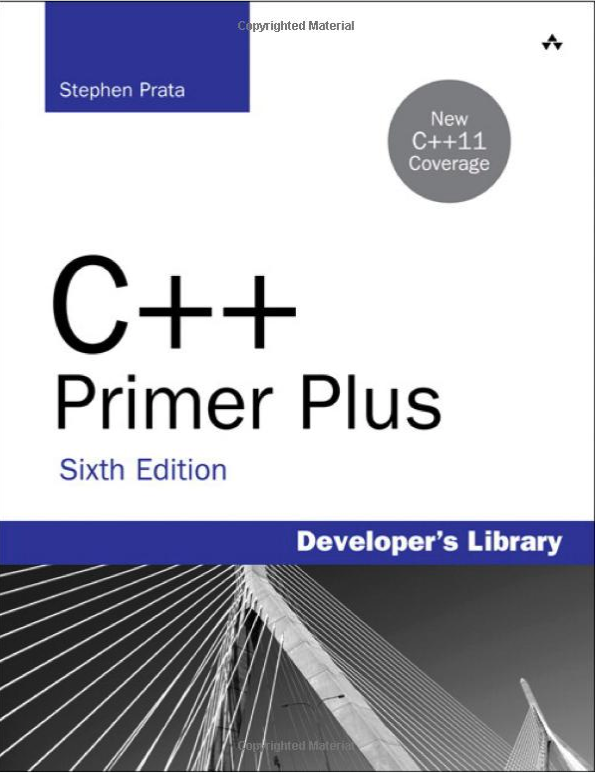 Copyrighted Material
Stephen Prata
New
C++11
Coverage
C++
Primer Plus
Sixth Edition
Developer's Library
Copyrighted Material